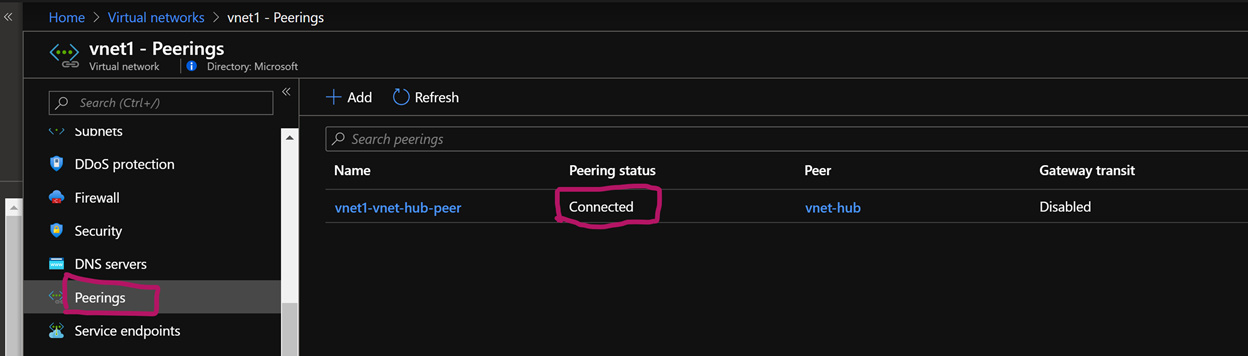 Home > Virtual networks > vnet1 - Peerings
vnet1 - Peerings
Virtual network | Directory: Microsoft
Search (Ctrl+/)
Subnets
DDoS protection
Firewall
Security
DNS servers
Peerings
Service endpoints
Add Refresh
Search peerings
Name Peering status Peer Gateway transit
vnet1-vnet-hub-peer Connected vnet-hub Disabled